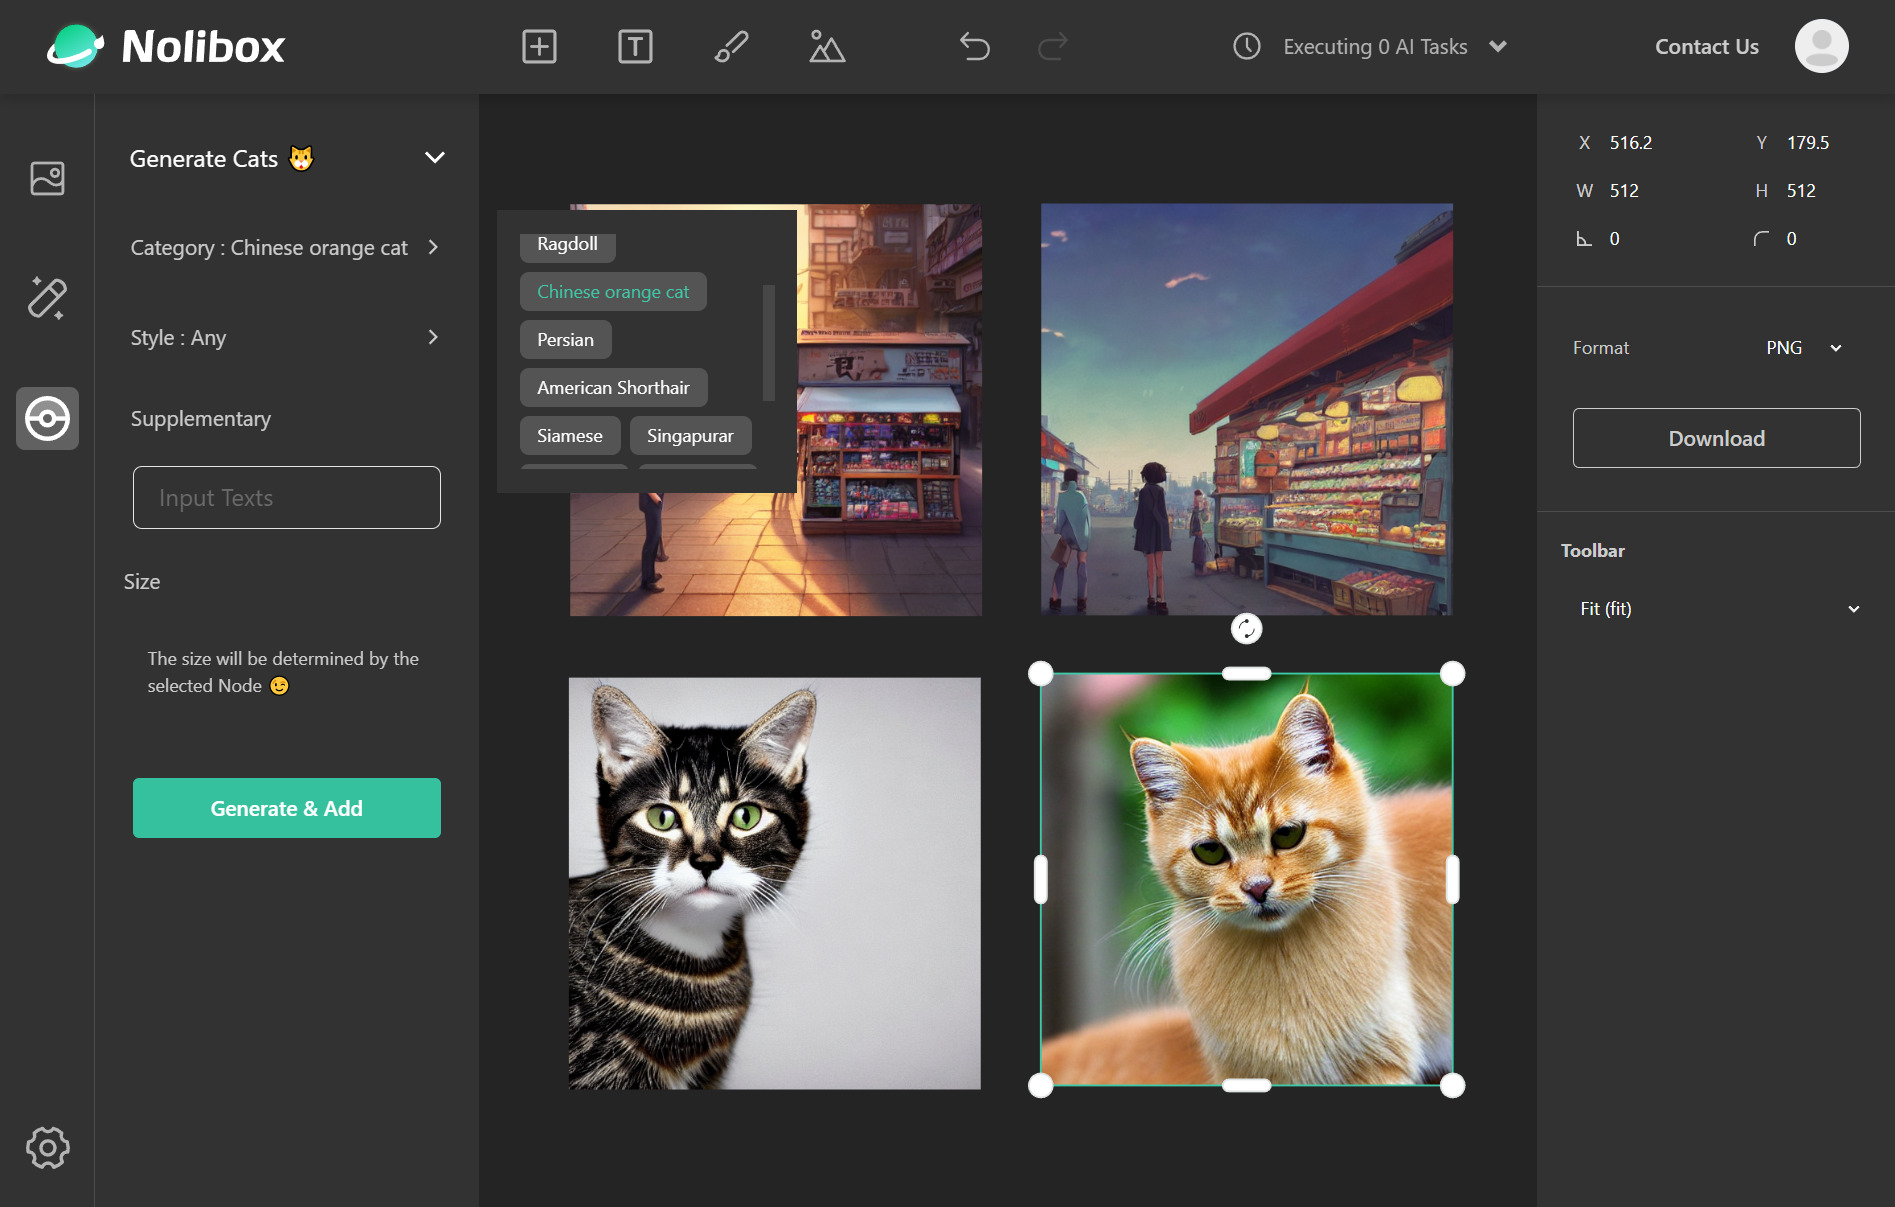 Nolibox
Executing 0 AI Tasks
Contact Us
Generate Cats
Category : Chinese orange cat
Style : Any
Supplementary
Input Texts
Size
The size will be determined by the
selected Node
Generate & Add
Ragdoll
Chinese orange cat
Persian
American Shorthair
Siamese Singapurar
X 516.2 Y 179.5
W 512 H 512
0 0
Format PNG
Download
Toolbar
Fit (fit)